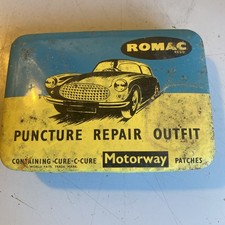 ROMAC
PUNCTURE REPAIR OUTFIT
CONTAINING-CURE-C-CURE Motorway PATCHES